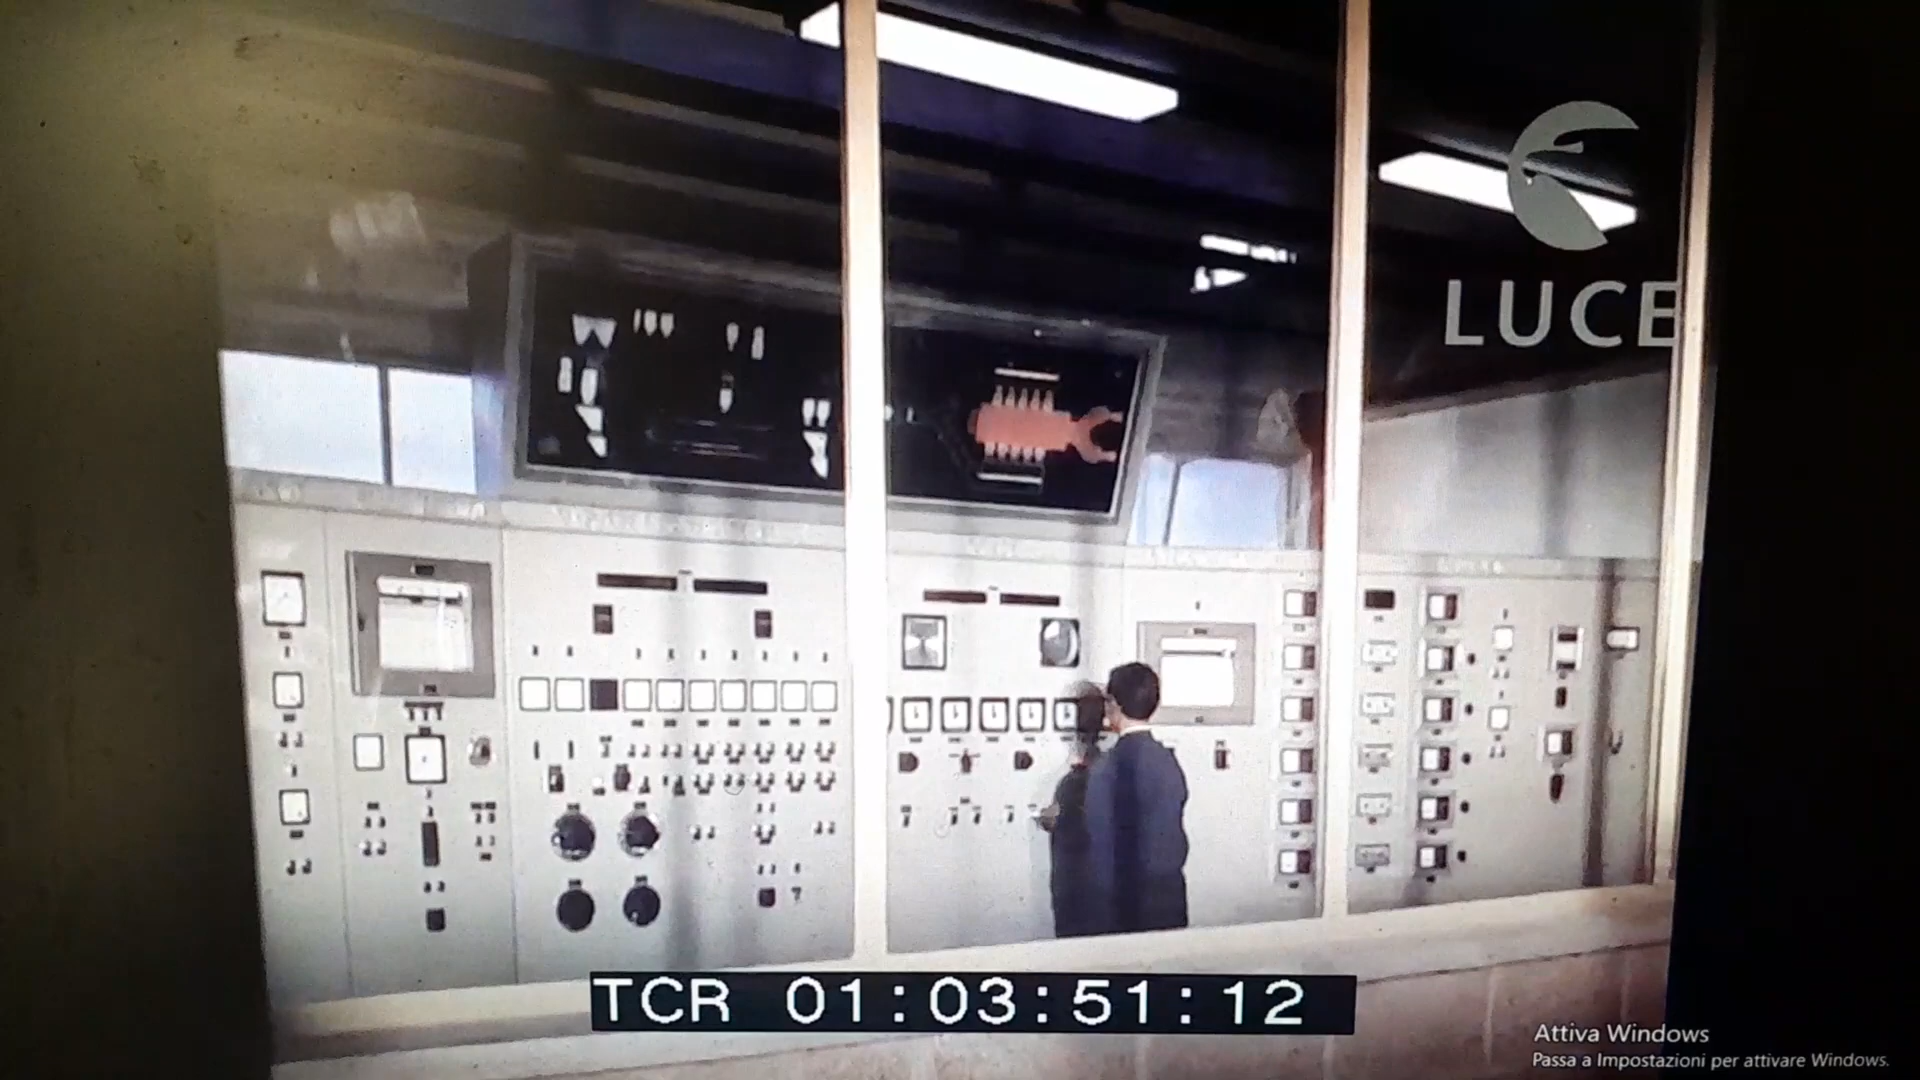 LUCE
TCR 01:03:51:12
Attiva Windows
Passa a Impostazioni per attivare Windows.